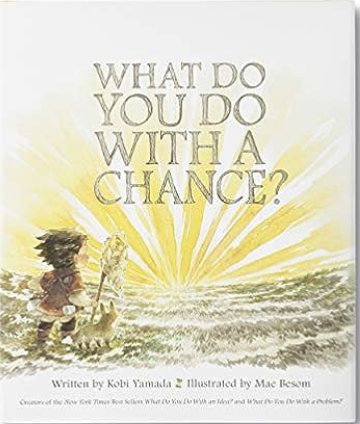 WHAT DO
YOU DO
WITH A
CHANCE?
Written by Kobi Yamada Illustrated by Mae Besom
Creators of the New York Times Best Sellers What Do You Do With an Idea? and What Do You Do With a Problem?